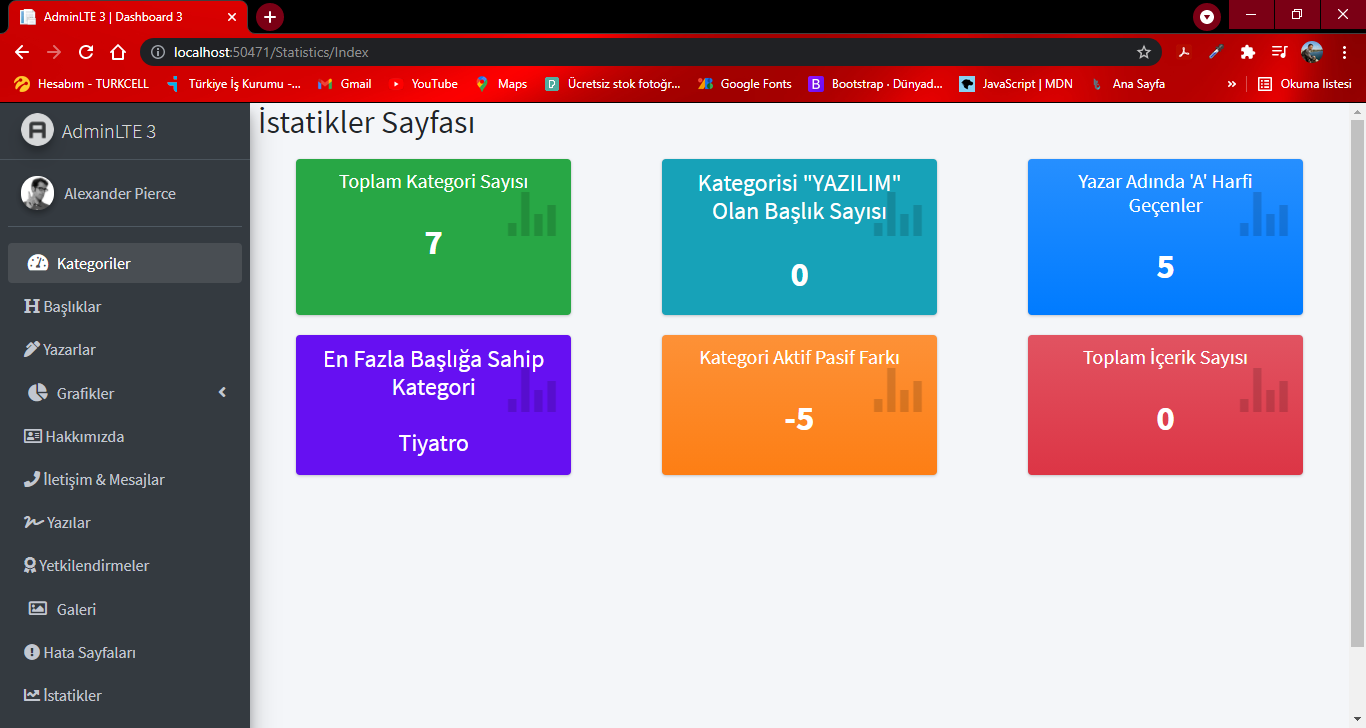 AdminLTE 3 | Dashboard 3
localhost:50471/Statistics/Index
Hesabım - TURKCELL
Türkiye İş Kurumu -...
Gmail
YouTube
Maps
Ücretsiz stok fotoğr...
Google Fonts
Bootstrap · Dünyad...
JavaScript | MDN
Ana Sayfa
»
Okuma listesi
AdminLTE 3
Alexander Pierce
Kategoriler
Başlıklar
Yazarlar
Grafikler
Hakkımızda
İletişim & Mesajlar
Yazılar
Yetkilendirmeler
Galeri
Hata Sayfaları
İstatikler
İstatikler Sayfası
Toplam Kategori Sayısı
7
Kategorisi "YAZILIM"
Olan Başlık Sayısı
0
Yazar Adında 'A' Harfi
Geçenler
5
En Fazla Başlığa Sahip
Kategori
Tiyatro
Kategori Aktif Pasif Farkı
-5
Toplam İçerik Sayısı
0